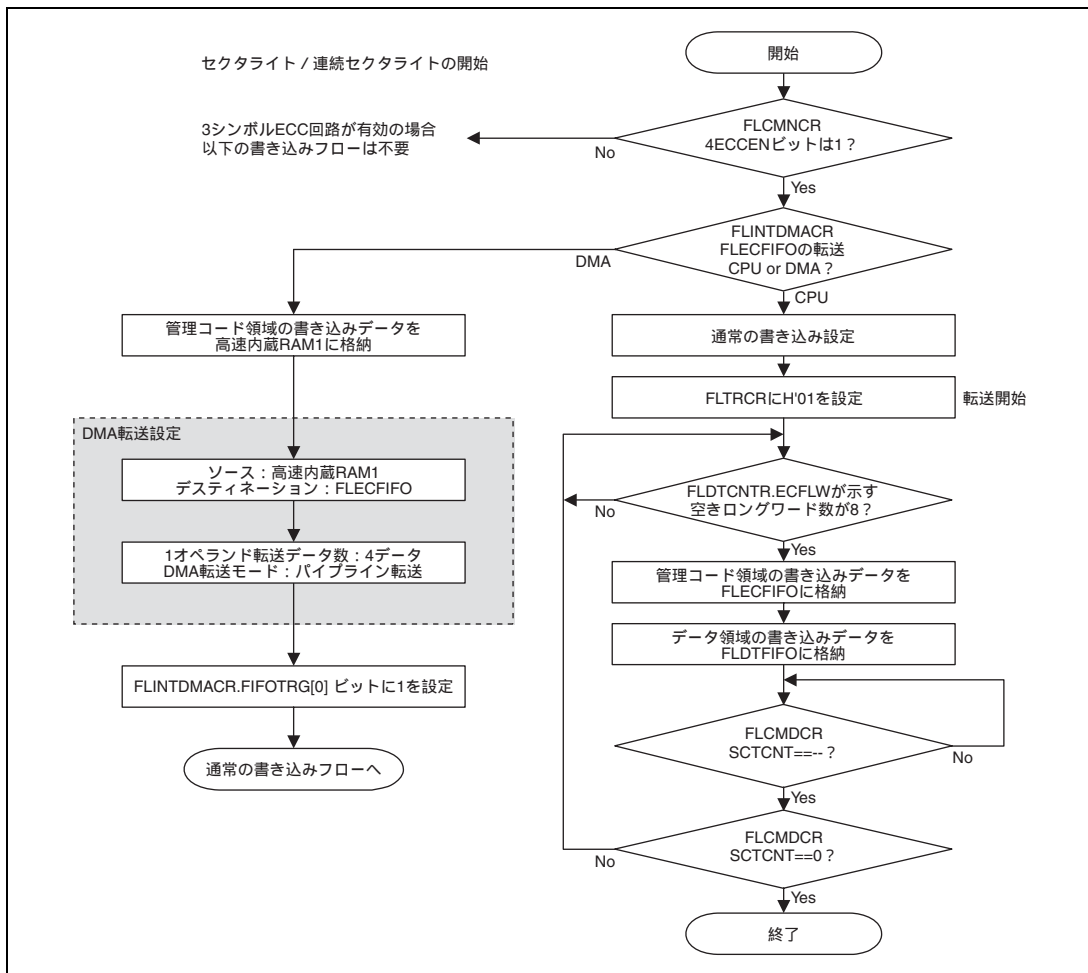 セクタライト / 連続セクタライトの開始
開始
3シンボルECC回路が有効の場合
以下の書き込みフローは不要
FLCMNCR
4ECCENビットは1？
No
Yes
FLINTDMACR
FLECFIFOの転送
CPU or DMA？
DMA
CPU
管理コード領域の書き込みデータを
高速内蔵RAM1に格納
DMA転送設定
ソース：高速内蔵RAM1
デスティネーション：FLECFIFO
1オペランド転送データ数：4データ
DMA転送モード：パイプライン転送
FLINTDMACR.FIFOTRG[0] ビットに1を設定
通常の書き込みフローへ
通常の書き込み設定
FLTRCRにH'01を設定
転送開始
FLDTCNTR.ECFLWが示す
空きロングワード数が8？
No
Yes
管理コード領域の書き込みデータを
FLECFIFOに格納
データ領域の書き込みデータを
FLDTFIFOに格納
FLCMDCR
SCTCNT==--？
No
Yes
FLCMDCR
SCTCNT==0？
No
Yes
終了